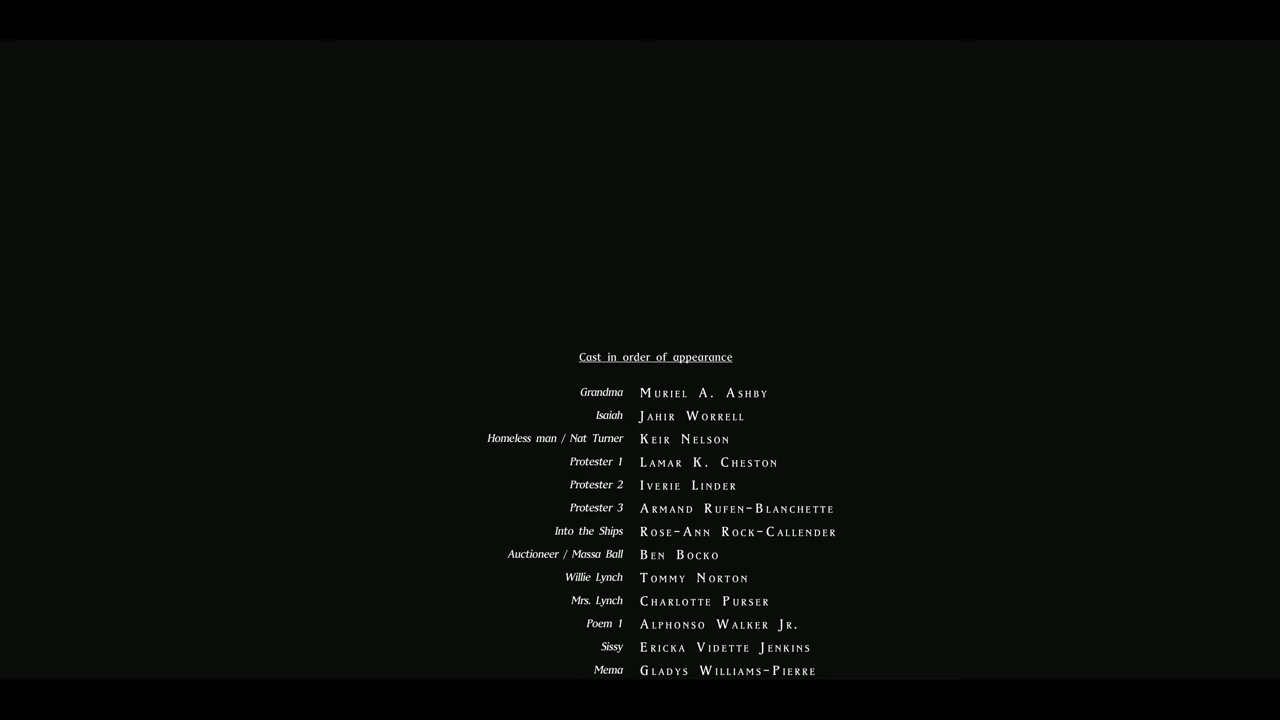 Cast in order of appearance
Grandma Muriel A. Ashby
Isaiah Jahir Worrell
Homeless man / Nat Turner Keir Nelson
Protester 1 Lamar K. Cheston
Protester 2 Iverie Linder
Protester 3 Armand Rufen-Blanchette
Into the Ships Rose-Ann Rock-Callender
Auctioneer / Massa Ball Ben Bocko
Willie Lynch Tommy Norton
Mrs. Lynch Charlotte Purser
Poem 1 Alphonso Walker Jr.
Sissy Ericka Vidette Jenkins
Mema Gladys Williams-Pierre